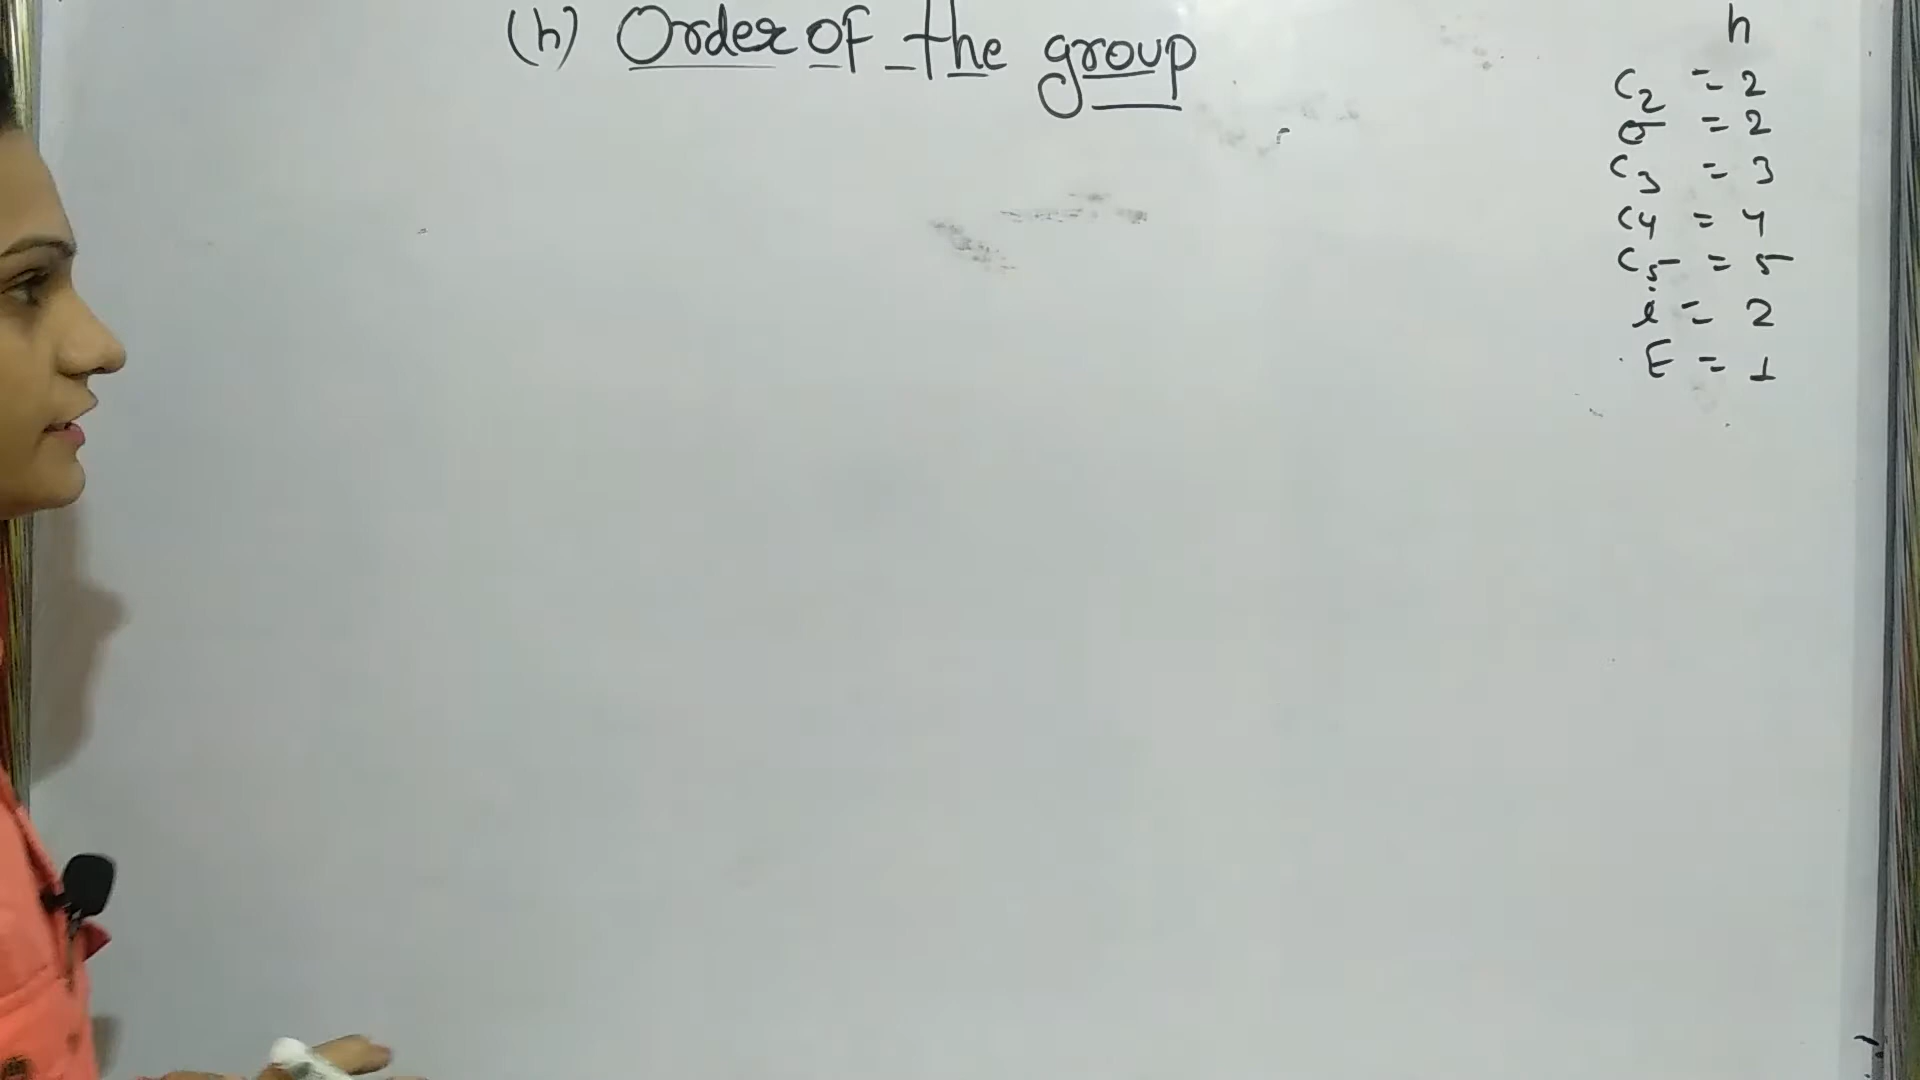 (h) Order of the group
h
C2 = 2
σ = 2
C3 = 3
C4 = 4
C5 = 5
i = 2
E = 1